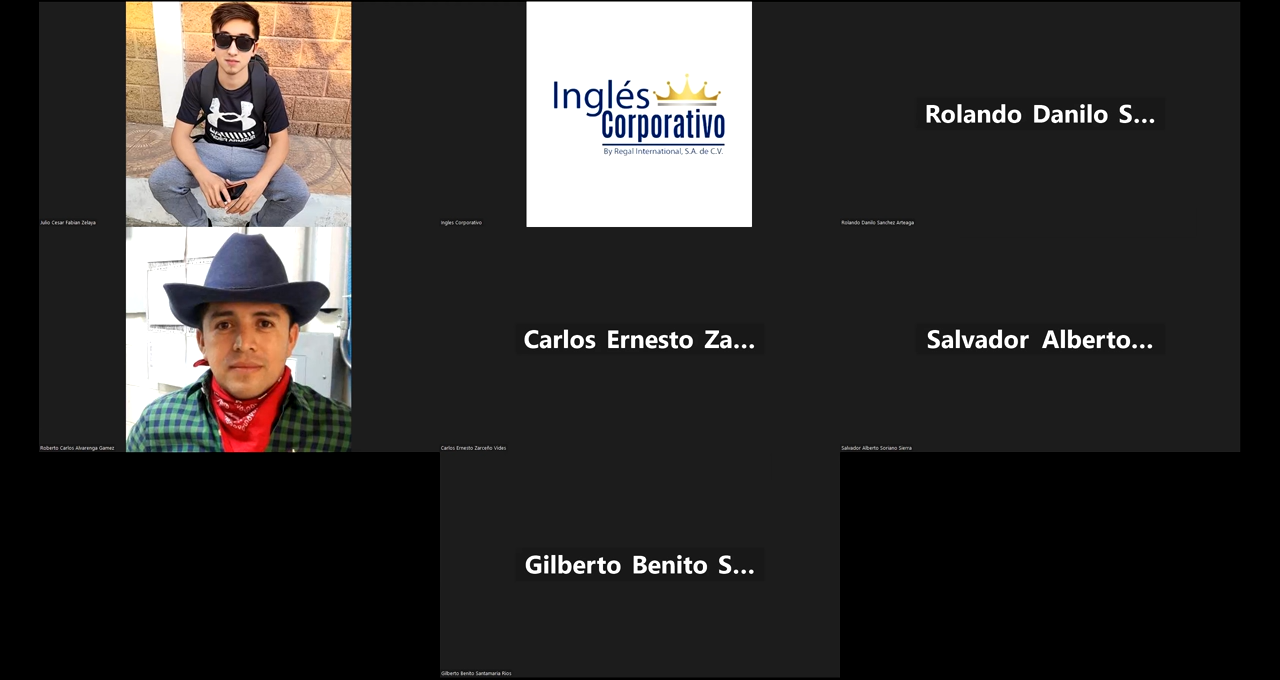 Julio Cesar Fabian Zelaya
Inglés
Corporativo
By Regal International, S.A. de C.V.
Ingles Corporativo
Rolando Danilo S...
Rolando Danilo Sanchez Arteaga
Roberto Carlos Alvarenga Gamez
Carlos Ernesto Za...
Carlos Ernesto Zarceño Vides
Salvador Alberto...
Salvador Alberto Soriano Sierra
Gilberto Benito S...
Gilberto Benito Santamaria Rios